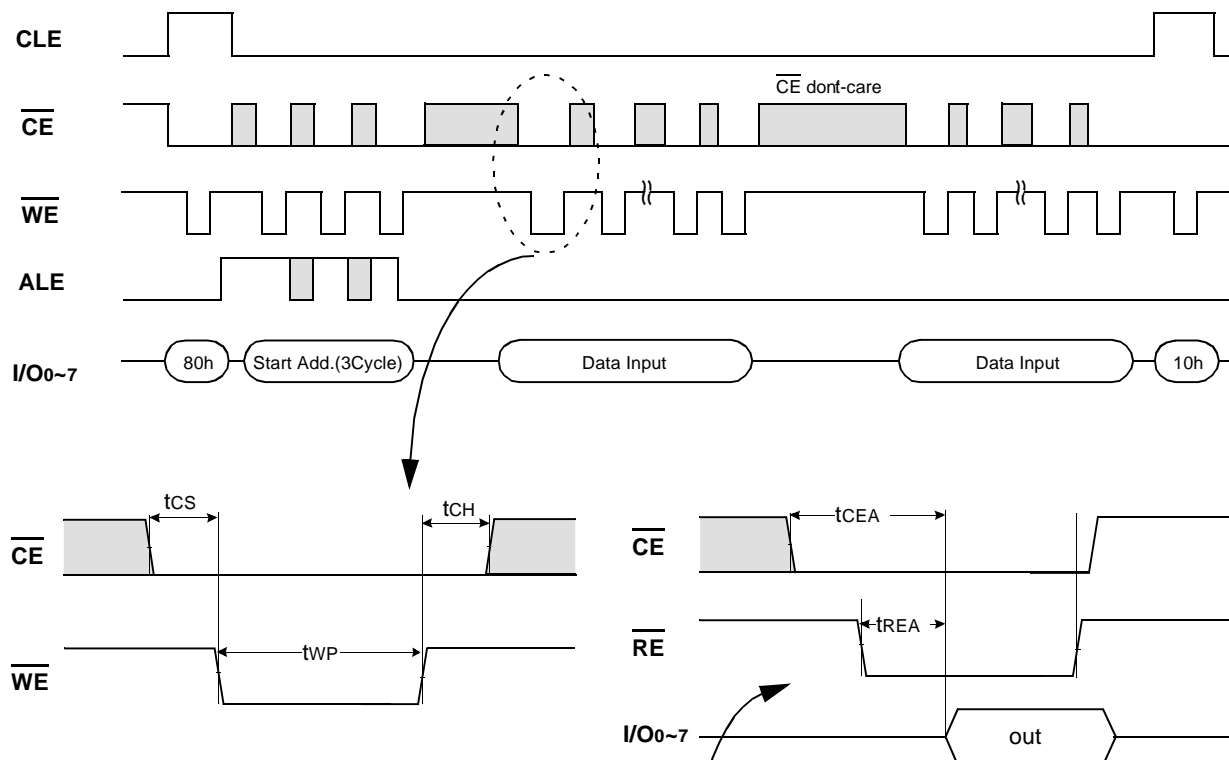 CLE
CE dont-care
CE
WE
ALE
I/O0~7 80h Start Add.(3Cycle) Data Input Data Input 10h
tCS tCH
CE
tWP
WE
tCEA
CE
tREA
RE
I/O0~7 out